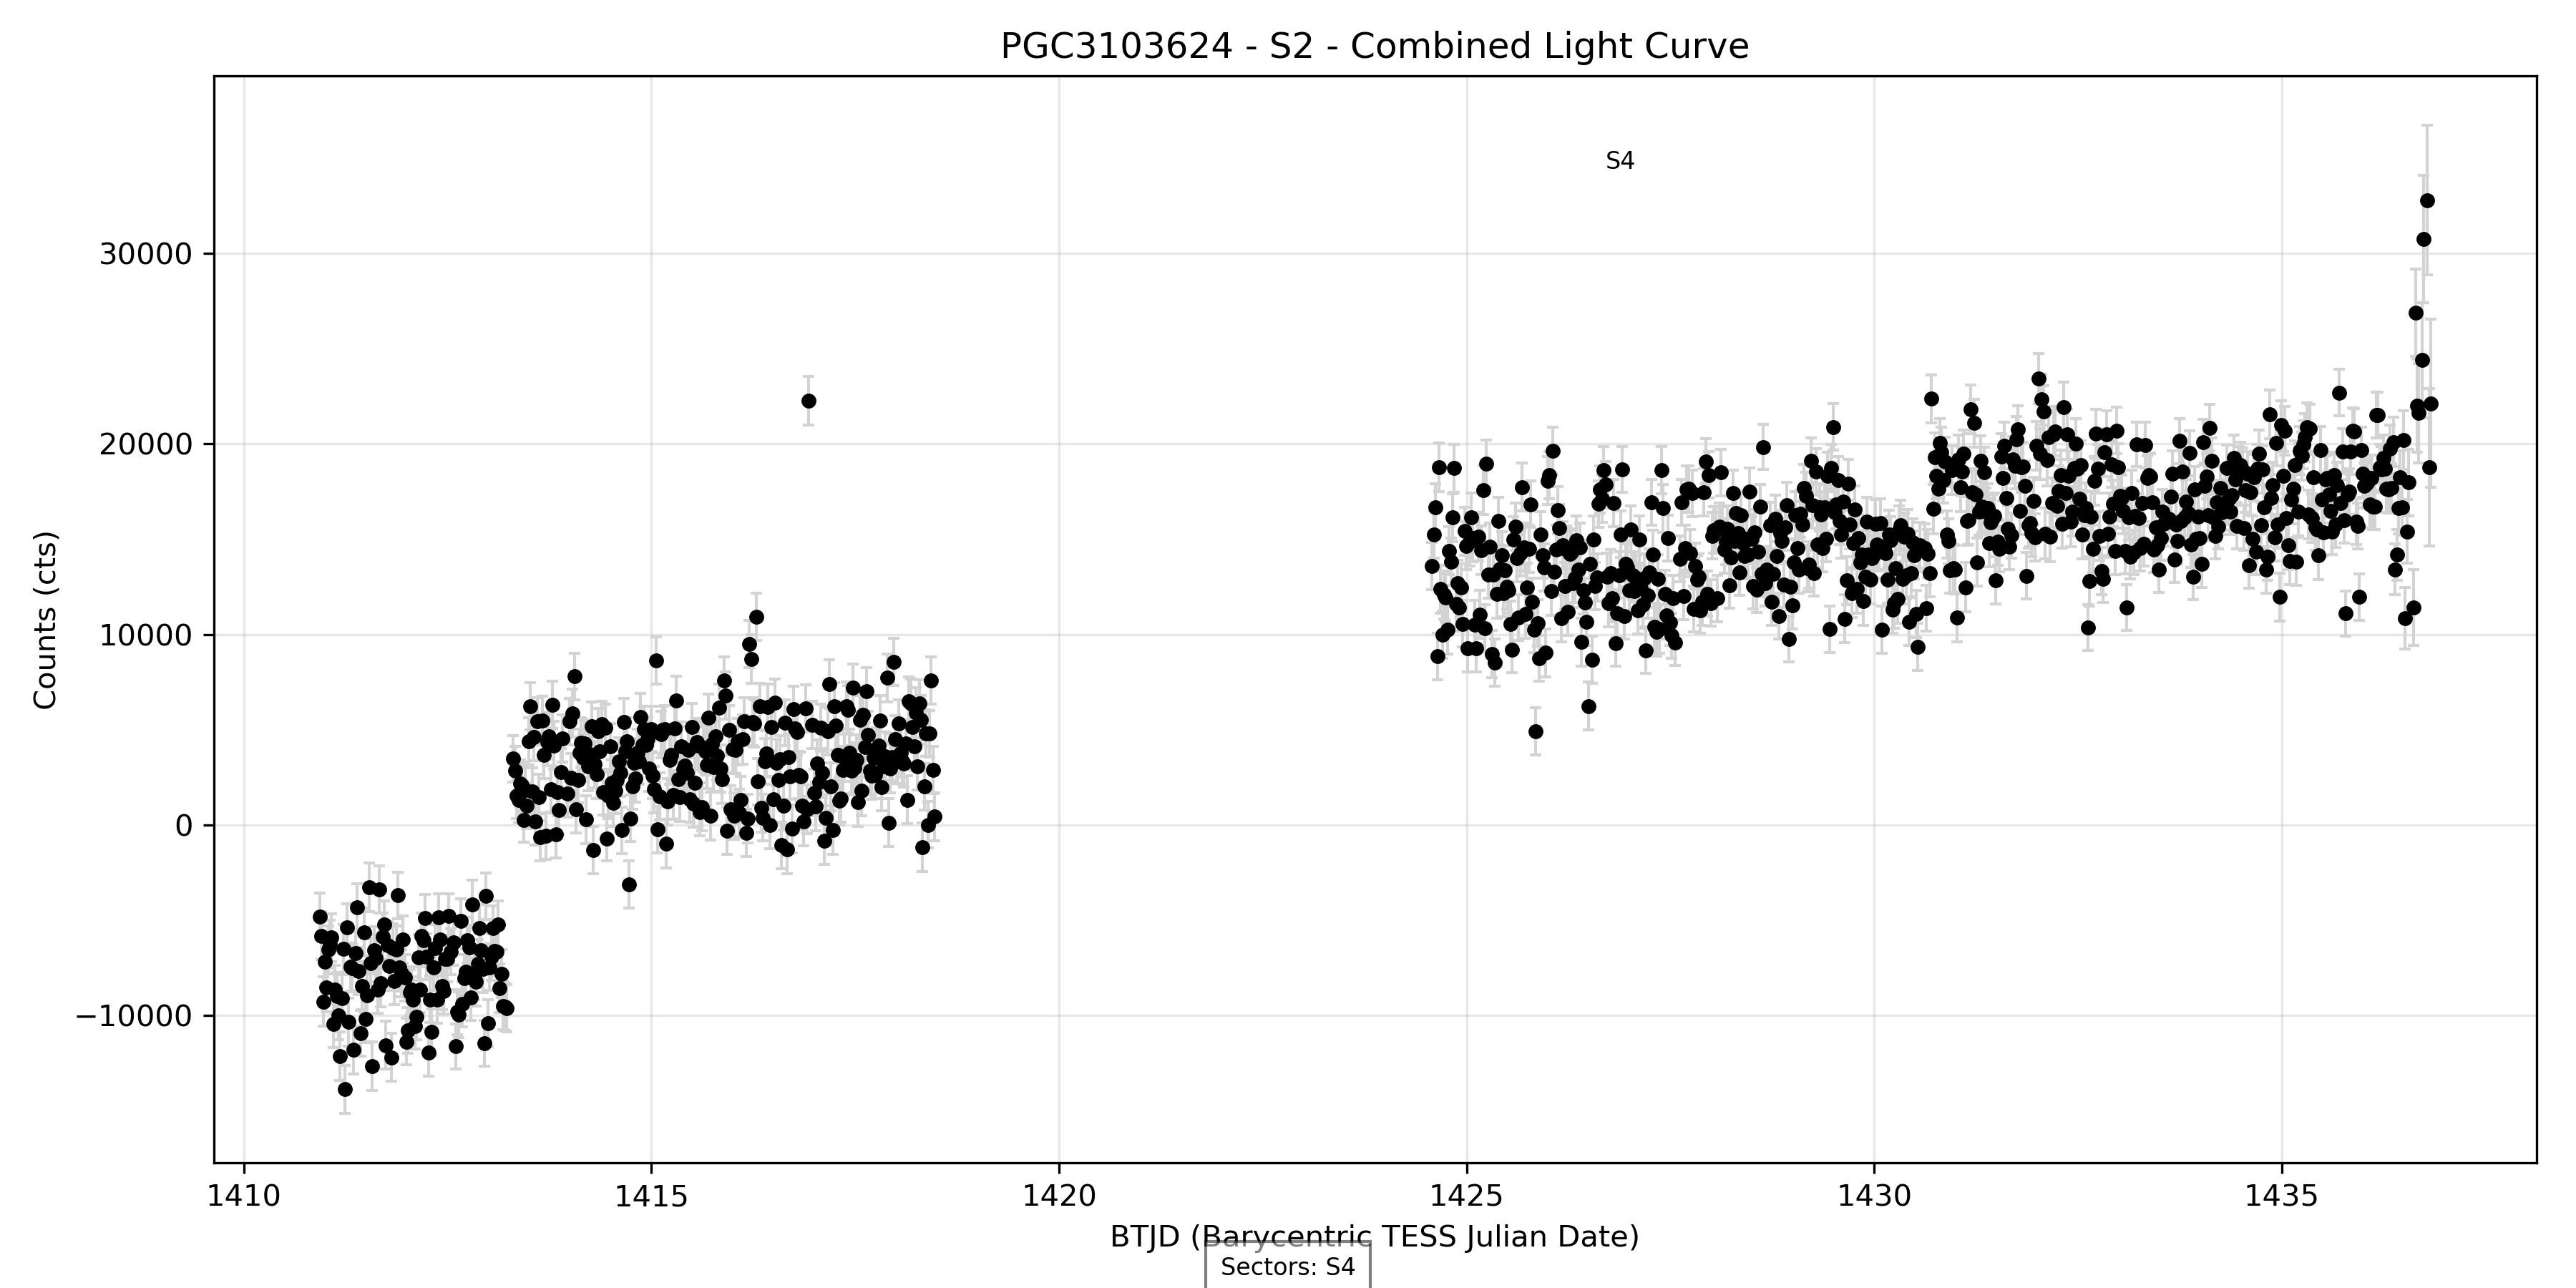 PGC3103624 - S2 - Combined Light Curve
S4
30000
20000
10000
0
−10000
Counts (cts)
1410 1415 1420 1425 1430 1435
BTJD (Barycentric TESS Julian Date)
Sectors: S4